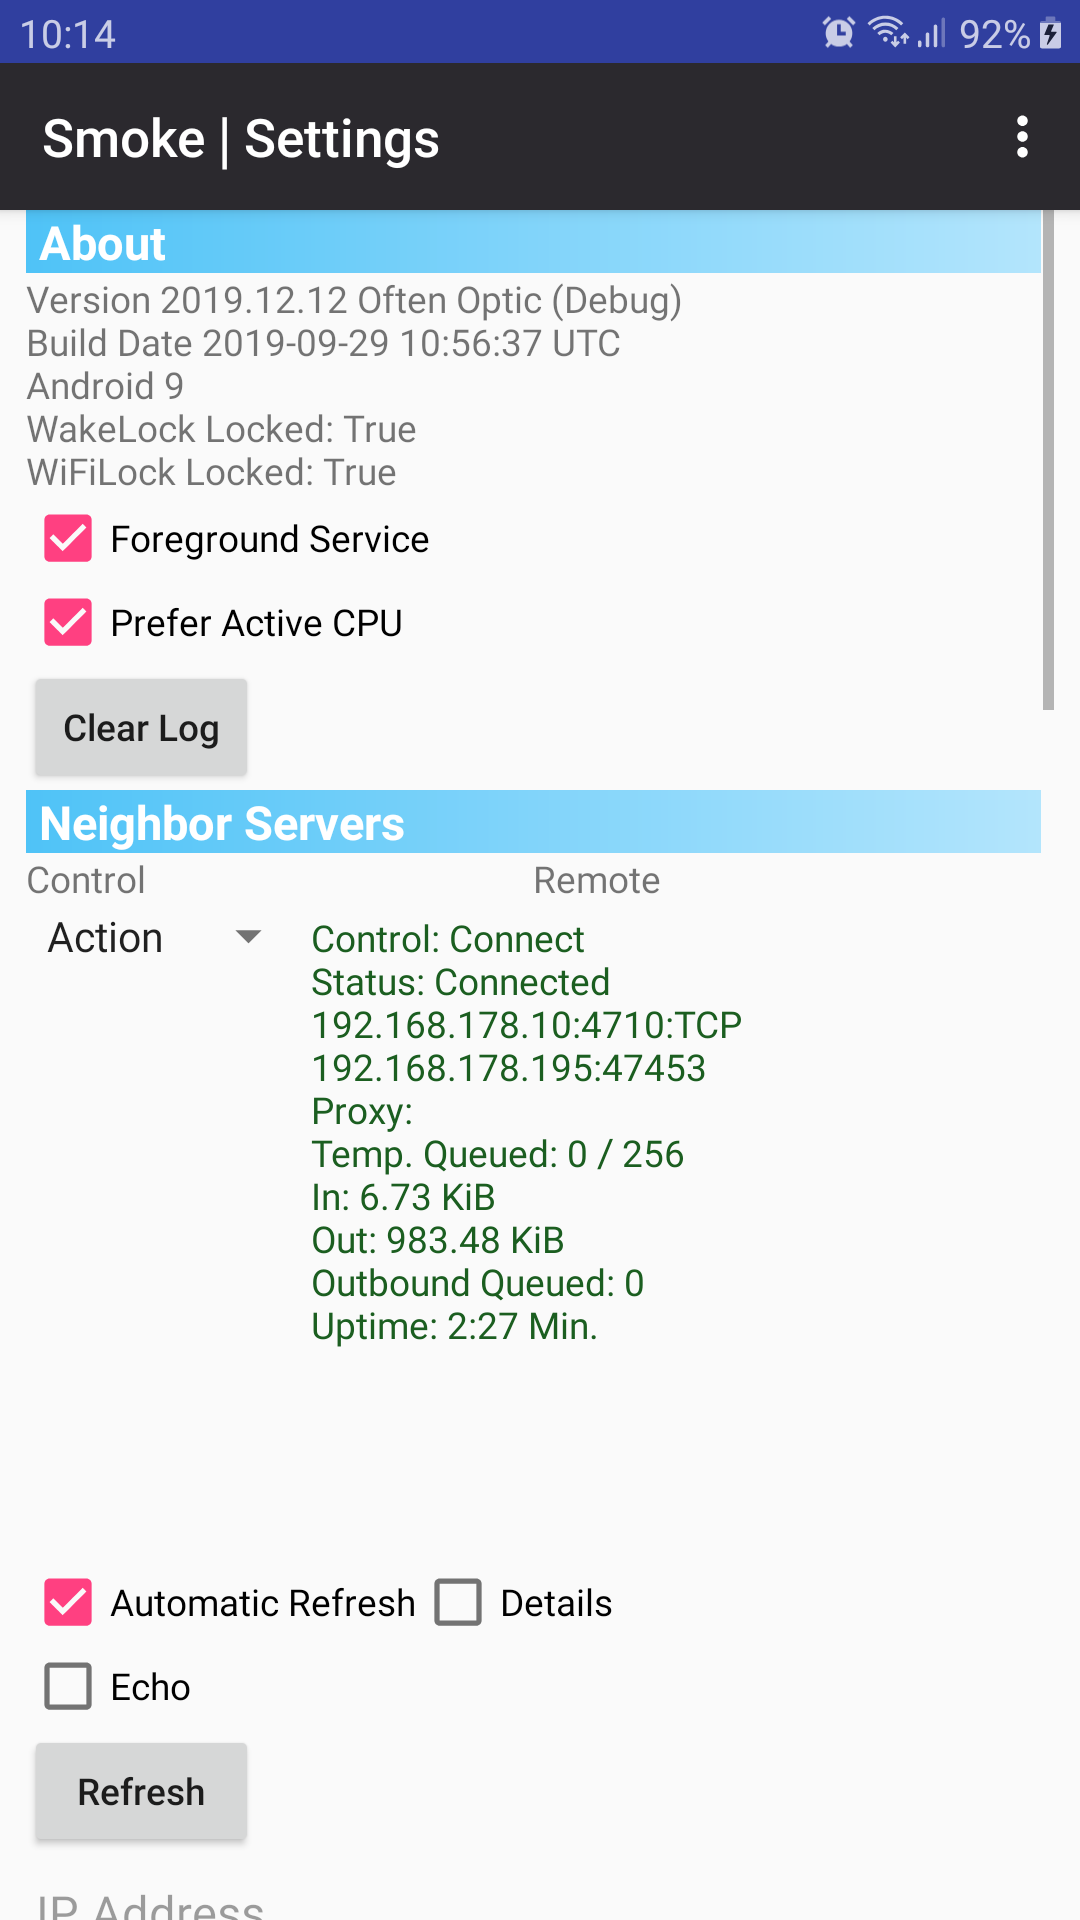 10:14 92%
Smoke | Settings
About
Version 2019.12.12 Often Optic (Debug)
Build Date 2019-09-29 10:56:37 UTC
Android 9
WakeLock Locked: True
WiFiLock Locked: True
Foreground Service
Prefer Active CPU
Clear Log
Neighbor Servers
Control Remote
Action
Control: Connect
Status: Connected
192.168.178.10:4710:TCP
192.168.178.195:47453
Proxy:
Temp. Queued: 0 / 256
In: 6.73 KiB
Out: 983.48 KiB
Outbound Queued: 0
Uptime: 2:27 Min.
Automatic Refresh Details
Echo
Refresh
IP Address